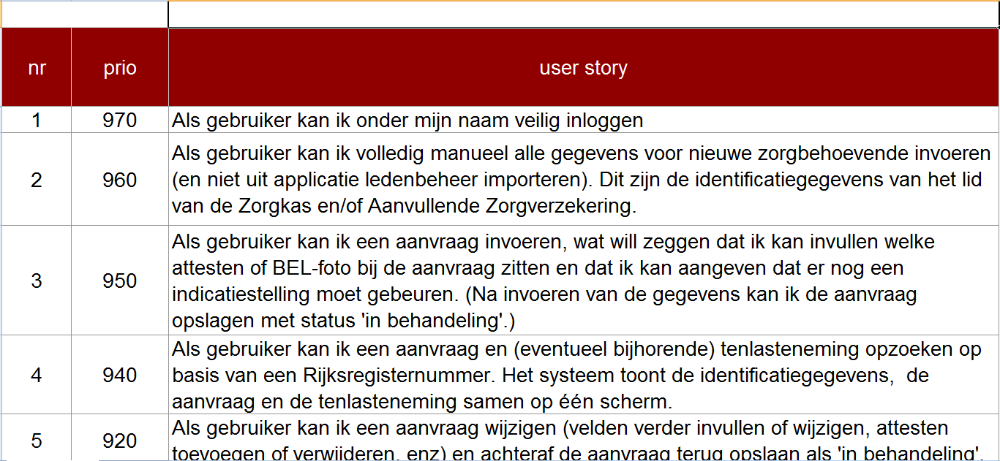 nr prio user story
1 970 Als gebruiker kan ik onder mijn naam veilig inloggen
Als gebruiker kan ik volledig manueel alle gegevens voor nieuwe zorgbehoevende invoeren
2 960 (en niet uit applicatie ledenbeheer importeren). Dit zijn de identificatiegegevens van het lid
van de Zorgkas en/of Aanvullende Zorgverzekering.
Als gebruiker kan ik een aanvraag invoeren, wat will zeggen dat ik kan invullen welke
attesten of BEL-foto bij de aanvraag zitten en dat ik kan aangeven dat er nog een
3 950 indicatiestelling moet gebeuren. (Na invoeren van de gegevens kan ik de aanvraag
opslagen met status 'in behandeling'.)
Als gebruiker kan ik een aanvraag en (eventueel bijhorende) tenlasteneming opzoeken op
4 940 basis van een Rijksregisternummer. Het systeem toont de identificatiegegevens,  de
aanvraag en de tenlasteneming samen op één scherm.
Als gebruiker kan ik een aanvraag wijzigen (velden verder invullen of wijzigen, attesten
5 920 toevoegen of verwijderen, enz) en achteraf de aanvraag terug opslaan als 'in behandeling'.